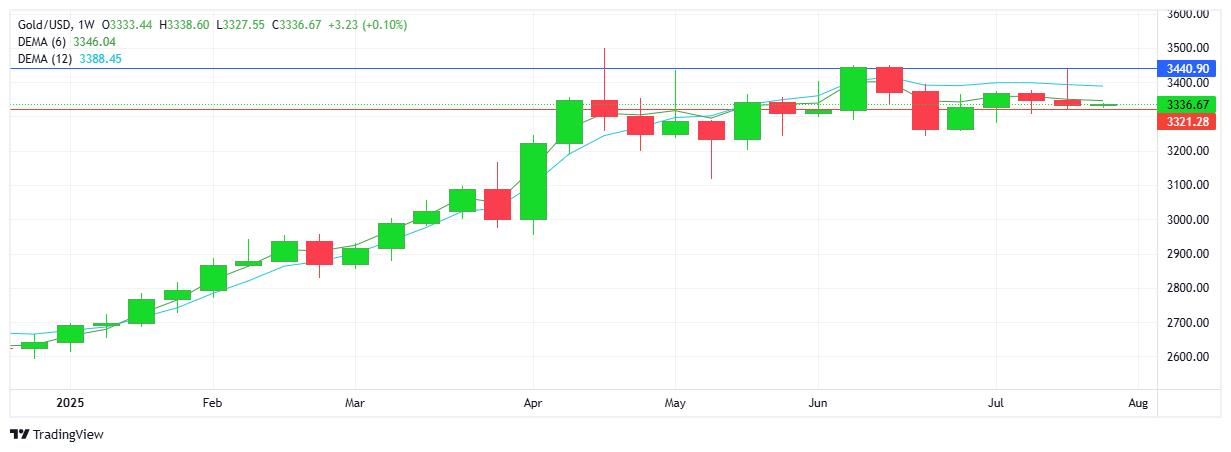 Gold/USD, 1W O3333.44 H3338.60 L3327.55 C3336.67 +3.23 (+0.10%)
DEMA (6) 3346.04
DEMA (12) 3388.45
3600.00
3500.00
3440.90
3400.00
3336.67
3321.28
3200.00
3100.00
3000.00
2900.00
2800.00
2700.00
2600.00
2025 Feb Mar Apr May Jun Jul Aug
TradingView